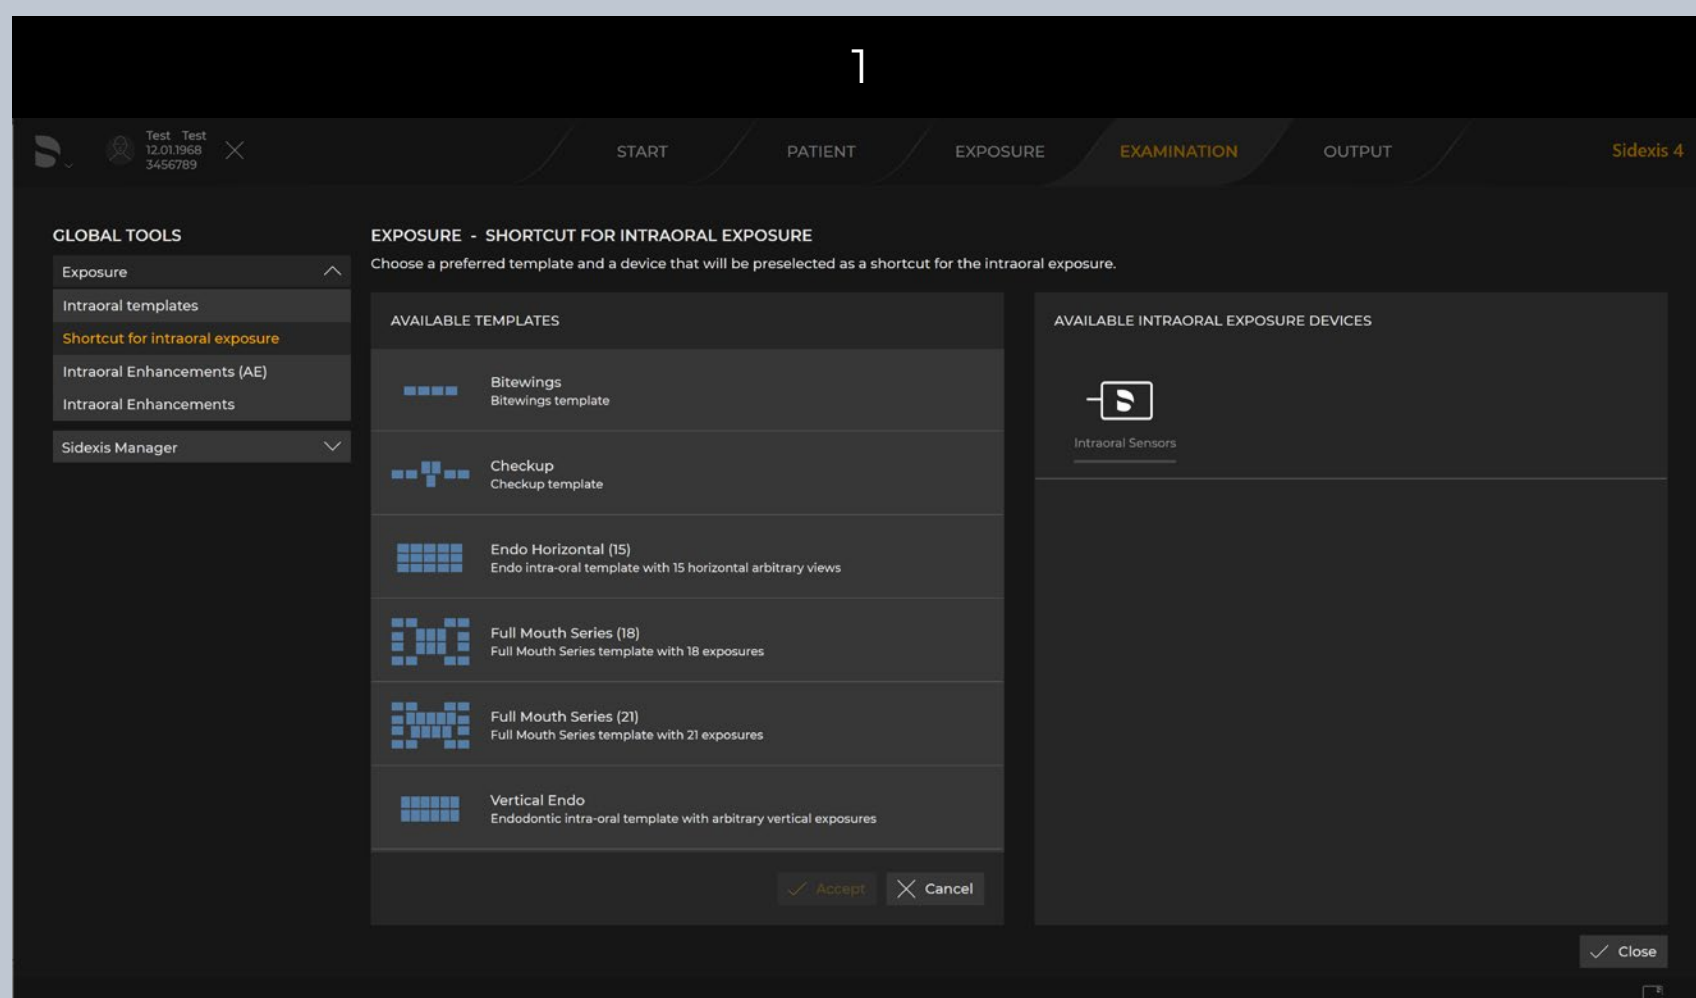 1
Test Test
12.01.1968
3456789
START
PATIENT
EXPOSURE
EXAMINATION
OUTPUT
Sidexis 4
GLOBAL TOOLS
Exposure
Intraoral templates
Shortcut for intraoral exposure
Intraoral Enhancements (AE)
Intraoral Enhancements
Sidexis Manager
EXPOSURE - SHORTCUT FOR INTRAORAL EXPOSURE
Choose a preferred template and a device that will be preselected as a shortcut for the intraoral exposure.
AVAILABLE TEMPLATES
Bitewings
Bitewings template
Checkup
Checkup template
Endo Horizontal (15)
Endo intra-oral template with 15 horizontal arbitrary views
Full Mouth Series (18)
Full Mouth Series template with 18 exposures
Full Mouth Series (21)
Full Mouth Series template with 21 exposures
Vertical Endo
Endodontic intra-oral template with arbitrary vertical exposures
Accept
Cancel
AVAILABLE INTRAORAL EXPOSURE DEVICES
Intraoral Sensors
Close